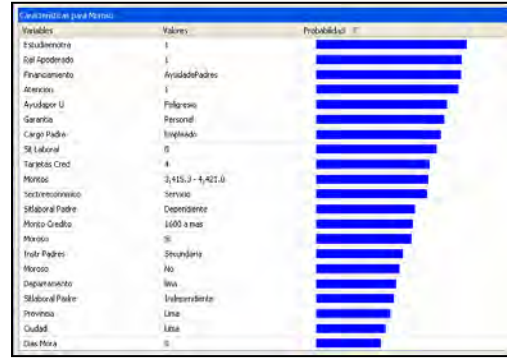 Características para Moroso
Variables Valores Probabilidad
Estudiaenotra 1
Rel Apoderado 1
Financiamiento AyudadePadres
Atencion 1
Ayudapor U
Garantia Personal
Cargo Padre Empleado
Sit Laboral 0
Tarjetas Cred 4
Montos 3,415.3 - 4,421.0
Sectoreconomico Servicio
Sitlaboral Padre Dependiente
Monto Credito 1600 a mas
Moroso Si
Instr Padres Secundaria
Moroso No
Departamento lima
Sitlaboral Padre Independiente
Provincia Lima
Ciudad Lima
Dias Mora 0